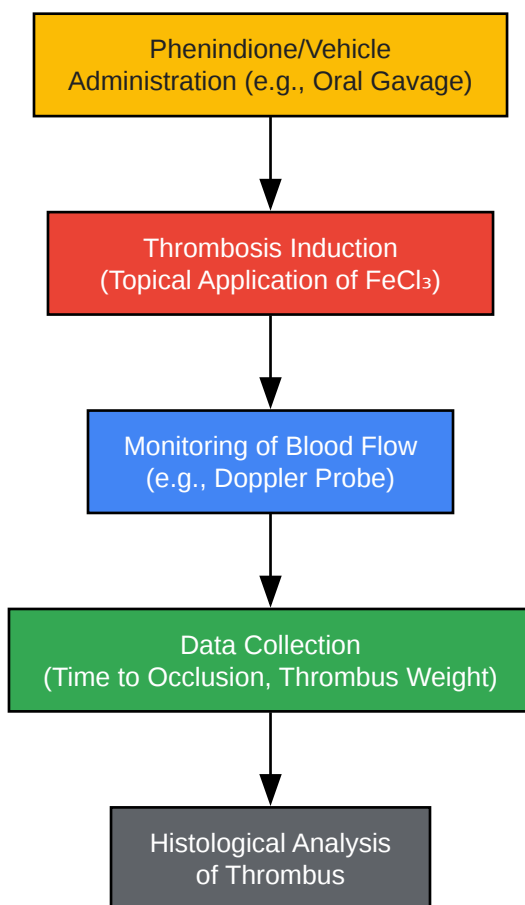 Phenindione/Vehicle
Administration (e.g., Oral Gavage)
Thrombosis Induction
(Topical Application of FeCl₃)
Monitoring of Blood Flow
(e.g., Doppler Probe)
Data Collection
(Time to Occlusion, Thrombus Weight)
Histological Analysis
of Thrombus